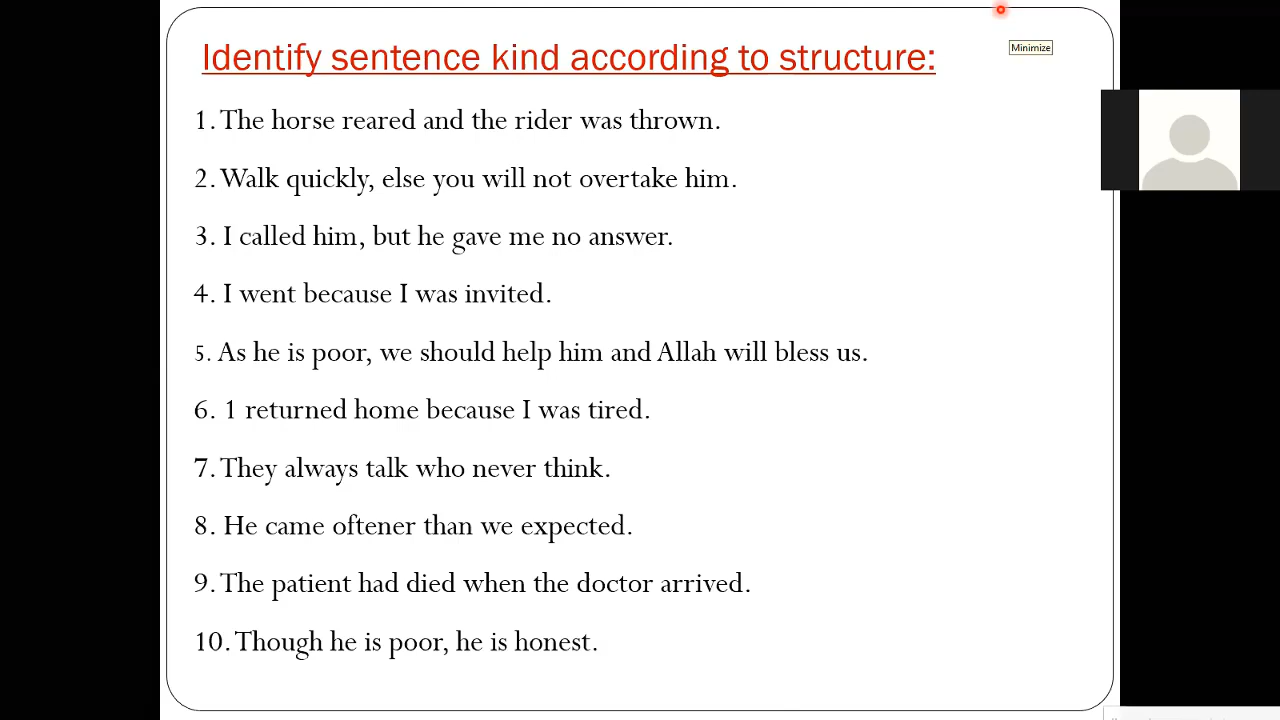 Identify sentence kind according to structure:
Minimize
1. The horse reared and the rider was thrown.
2. Walk quickly, else you will not overtake him.
3. I called him, but he gave me no answer.
4. I went because I was invited.
5. As he is poor, we should help him and Allah will bless us.
6. 1 returned home because I was tired.
7. They always talk who never think.
8. He came oftener than we expected.
9. The patient had died when the doctor arrived.
10. Though he is poor, he is honest.